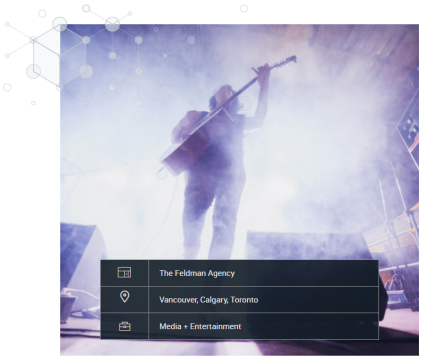 The Feldman Agency
Vancouver, Calgary, Toronto
Media + Entertainment